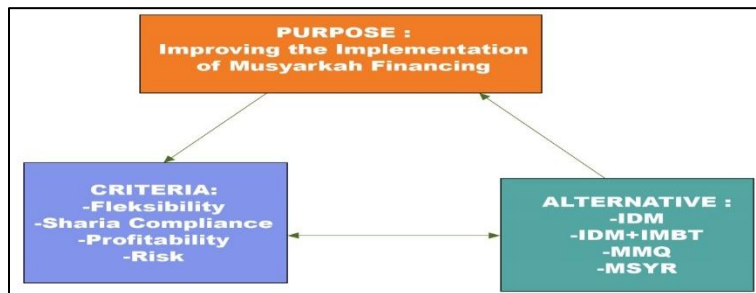 PURPOSE :
Improving the Implementation
of Musyarkah Financing
CRITERIA:
-Fleksibility
-Sharia Compliance
-Profitability
-Risk
ALTERNATIVE :
-IDM
-IDM+IMBT
-MMQ
-MSYR